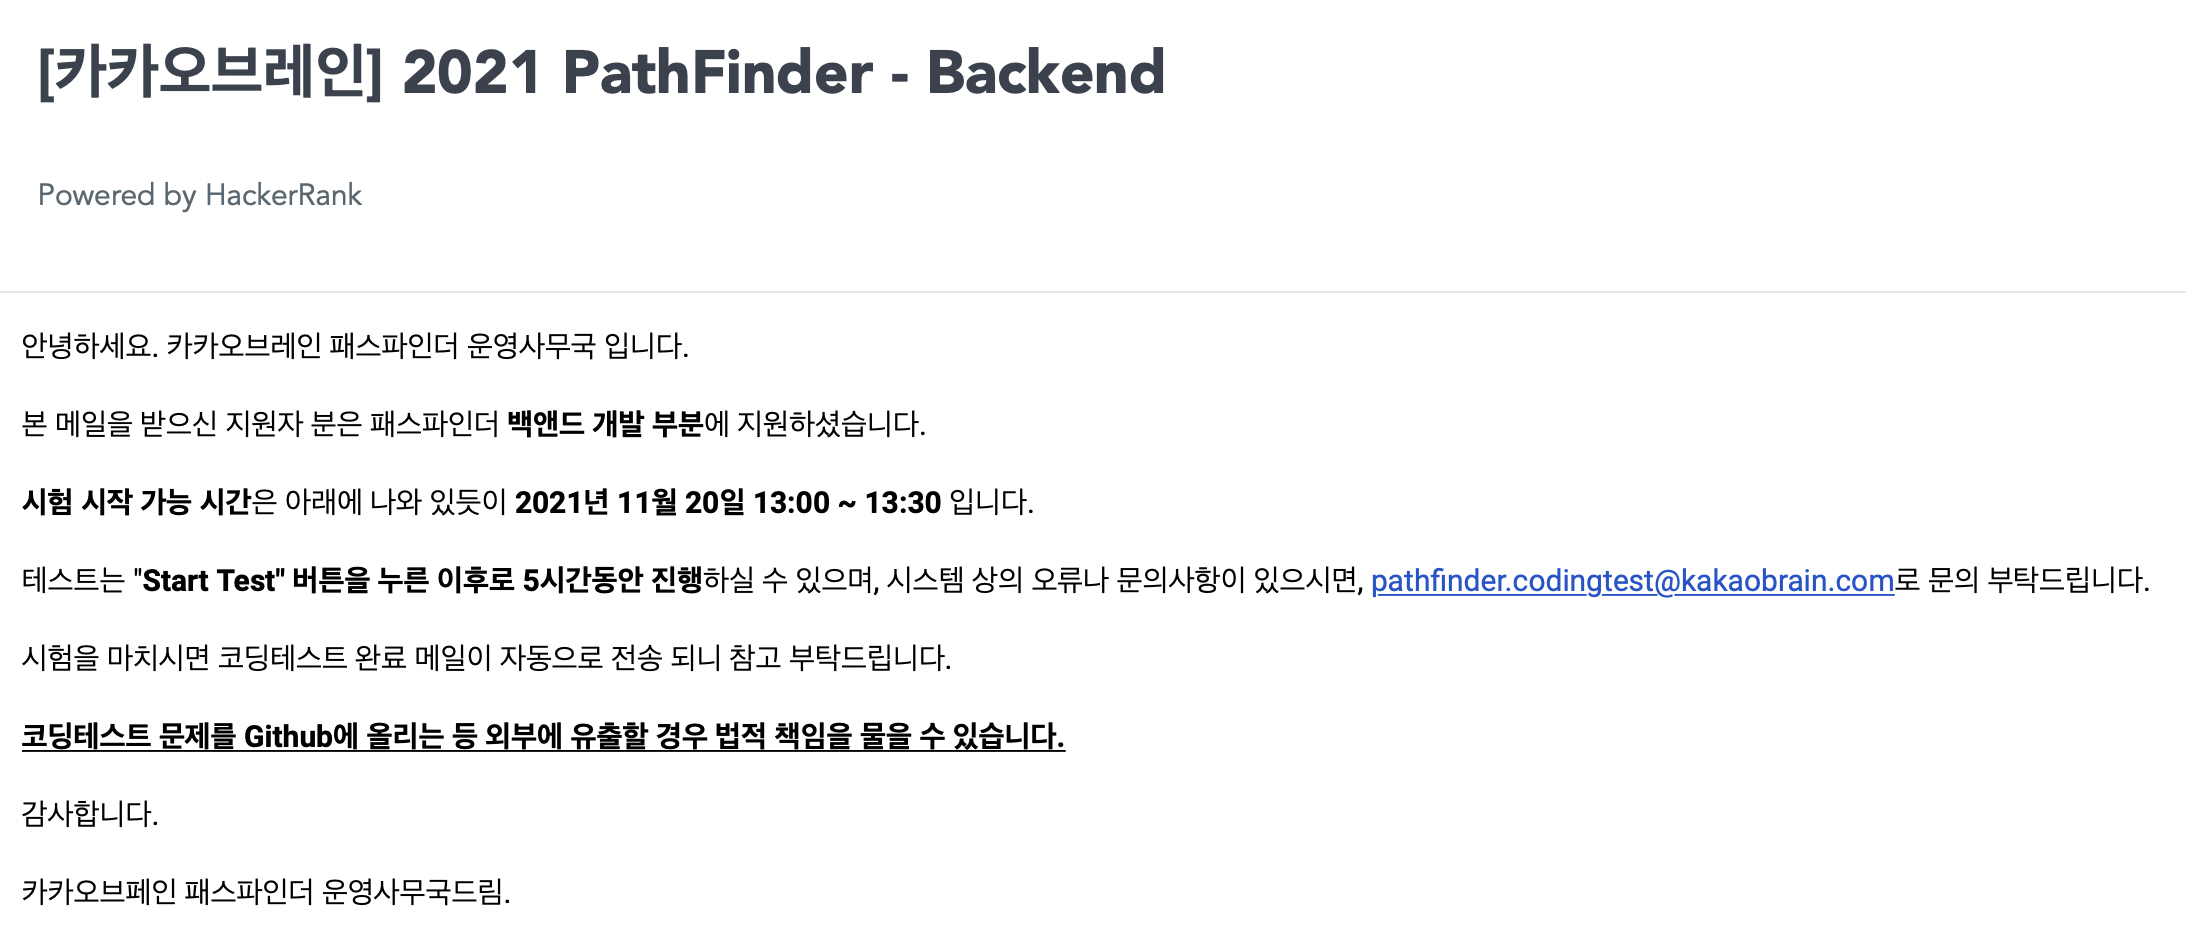 [카카오브레인] 2021 PathFinder - Backend
Powered by HackerRank
안녕하세요. 카카오브레인 패스파인더 운영사무국 입니다.
본 메일을 받으신 지원자 분은 패스파인더 백앤드 개발 부분에 지원하셨습니다.
시험 시작 가능 시간은 아래에 나와 있듯이 2021년 11월 20일 13:00 ~ 13:30 입니다.
테스트는 "Start Test" 버튼을 누른 이후로 5시간동안 진행하실 수 있으며, 시스템 상의 오류나 문의사항이 있으시면, pathfinder.codingtest@kakaobrain.com로 문의 부탁드립니다.
시험을 마치시면 코딩테스트 완료 메일이 자동으로 전송 되니 참고 부탁드립니다.
코딩테스트 문제를 Github에 올리는 등 외부에 유출할 경우 법적 책임을 물을 수 있습니다.
감사합니다.
카카오브페인 패스파인더 운영사무국드림.